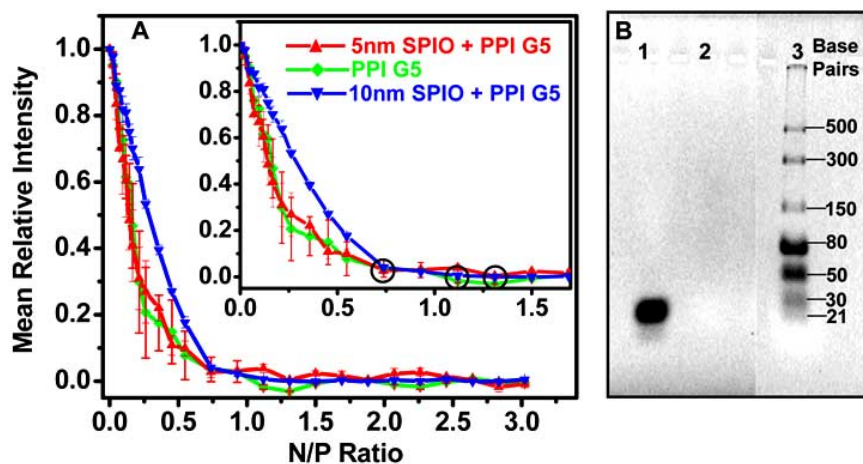 A
Mean Relative Intensity
1.0
0.8
0.6
0.4
0.2
0.0
0.0 0.5 1.0 1.5 2.0 2.5 3.0
N/P Ratio
1.0
0.8
0.6
0.4
0.2
0.0
0.0 0.5 1.0 1.5
5nm SPIO + PPI G5
PPI G5
10nm SPIO + PPI G5
B
1 2 3 Base
Pairs
500
300
150
80
50
30
21